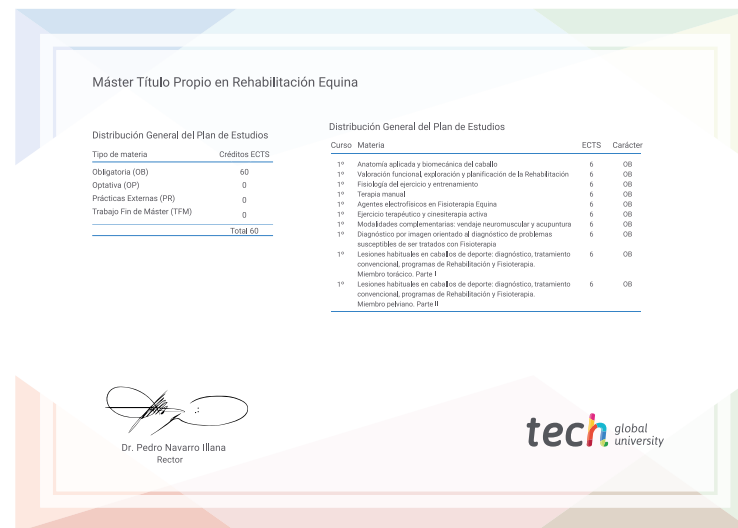 Máster Título Propio en Rehabilitación Equina
Distribución General del Plan de Estudios
Tipo de materia Créditos ECTS
Obligatoria (OB) 60
Optativa (OP) 0
Prácticas Externas (PR) 0
Trabajo Fin de Máster (TFM) 0
Total 60
Distribución General del Plan de Estudios
Curso Materia ECTS Carácter
1º Anatomía aplicada y biomecánica del caballo 6 OB
1º Valoración funcional, exploración y planificación de la Rehabilitación 6 OB
1º Fisiología del ejercicio y entrenamiento 6 OB
1º Terapia manual 6 OB
1º Agentes electrofísicos en Fisioterapia Equina 6 OB
1º Ejercicio terapéutico y cinesiterapia activa 6 OB
1º Modalidades complementarias: vendaje neuromuscular y acupuntura 6 OB
1º Diagnóstico por imagen orientado al diagnóstico de problemas 6 OB
susceptibles de ser tratados con Fisioterapia
1º Lesiones habituales en caballos de deporte: diagnóstico, tratamiento 6 OB
convencional, programas de Rehabilitación y Fisioterapia.
Miembro torácico. Parte I
1º Lesiones habituales en caballos de deporte: diagnóstico, tratamiento 6 OB
convencional, programas de Rehabilitación y Fisioterapia.
Miembro pelviano. Parte II
Dr. Pedro Navarro Illana
Rector
tech global
university